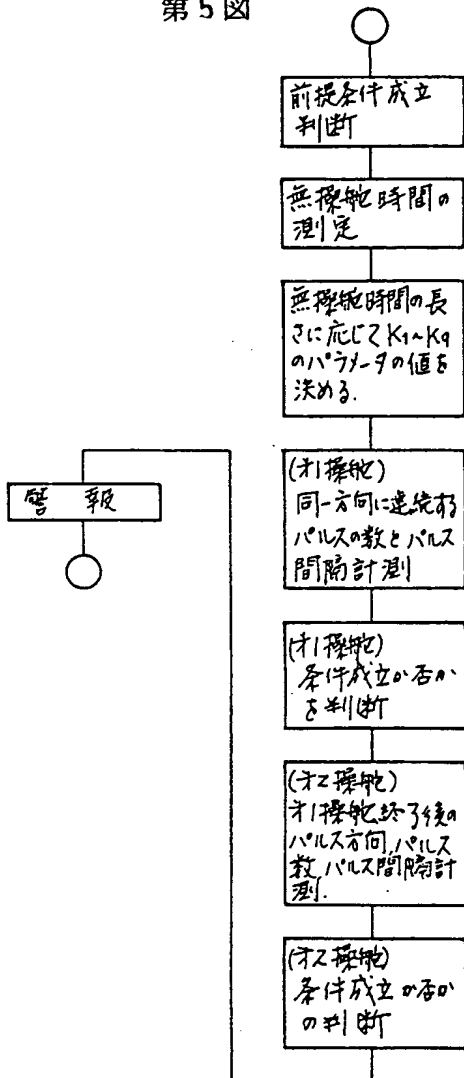 第5図
前提条件成立
判断
無操舵時間の
測定
無操舵時間の長
さに応じてK1~K9
のパラメータの値を
決める.
(オ1操舵)
同一方向に連続する
パルスの数とパルス
間隔計測
(オ1操舵)
条件成立か否か
を判断
(オ2操舵)
オ1操舵終了後の
パルス方向,パルス
数,パルス間隔計
測.
(オ2操舵)
条件成立か否か
の判断
警報